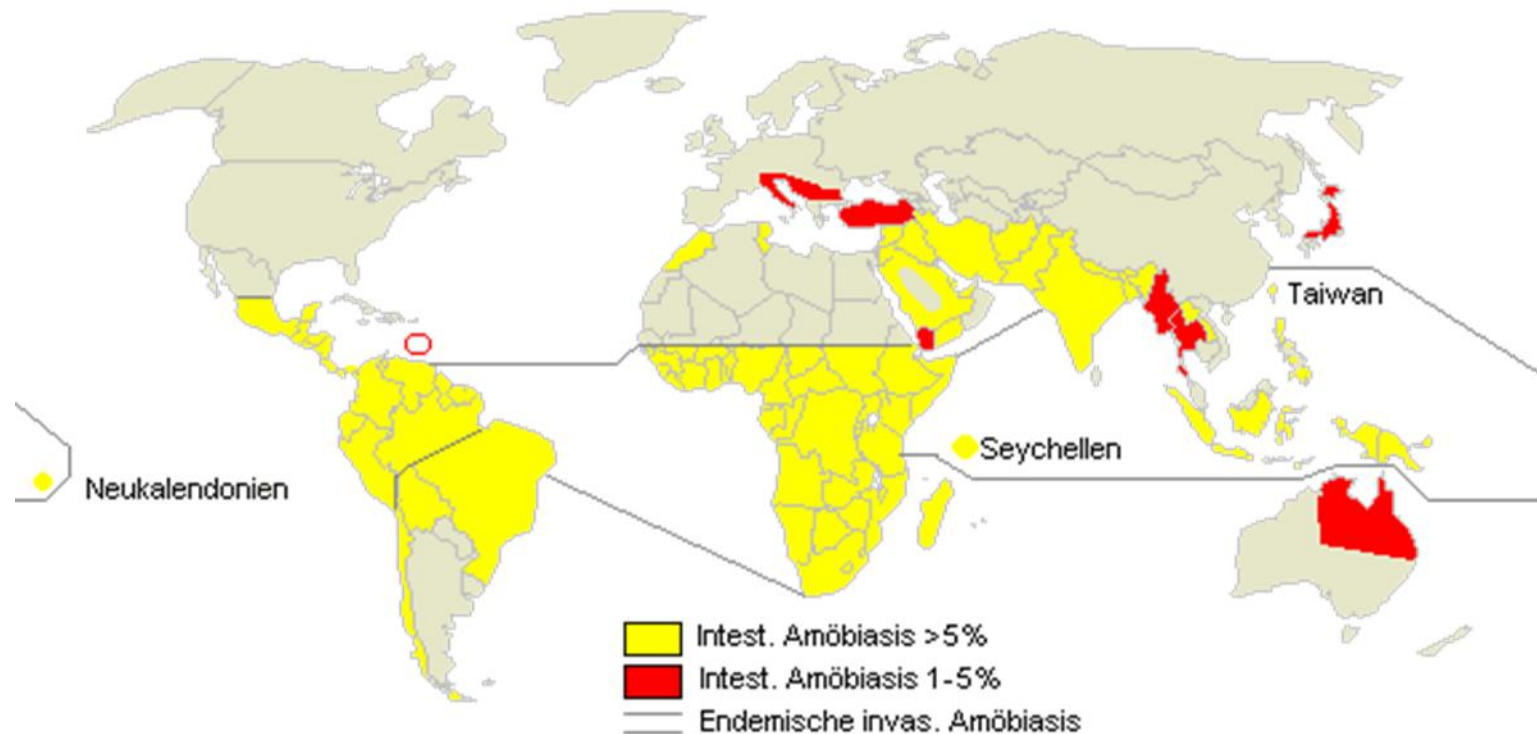 Taiwan
Seychellen
Neukalendonien
Intest. Amöbiasis >5%
Intest. Amöbiasis 1-5%
Endemische invas. Amöbiasis